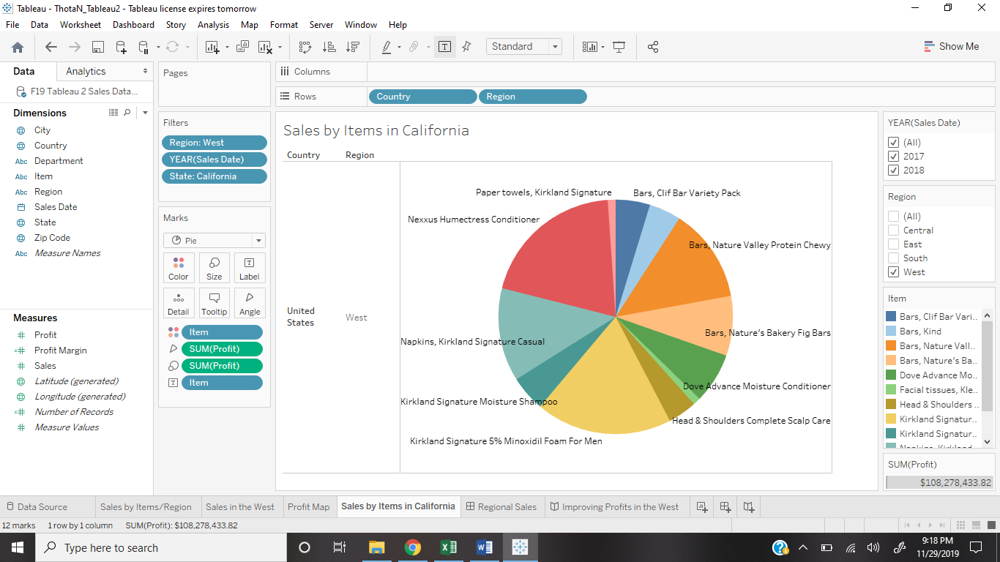 Tableau - ThotaN_Tableau2 - Tableau license expires tomorrow
File Data Worksheet Dashboard Story Analysis Map Format Server Window Help
Standard
Show Me
Data Analytics
F19 Tableau 2 Sales Data...
Dimensions
City
Country
Abc Department
Abc Item
Abc Region
Sales Date
State
Zip Code
Abc Measure Names
Measures
Profit
Profit Margin
Sales
Latitude (generated)
Longitude (generated)
Number of Records
Measure Values
Pages
Filters
Region: West
YEAR(Sales Date)
State: California
Marks
Pie
Color Size Label
Detail Tooltip Angle
Item
SUM(Profit)
SUM(Profit)
Item
Columns
Rows Country Region
Sales by Items in California
Country Region
United
States
West
Paper towels, Kirkland Signature
Bars, Clif Bar Variety Pack
Nexxus Humectress Conditioner
Bars, Nature Valley Protein Chewy
Bars, Nature’s Bakery Fig Bars
Napkins, Kirkland Signature Casual
Dove Advance Moisture Conditioner
Kirkland Signature Moisture Shampoo
Head & Shoulders Complete Scalp Care
Kirkland Signature 5% Minoxidil Foam For Men
YEAR(Sales Date)
(All)
2017
2018
Region
(All)
Central
East
South
West
Item
Bars, Clif Bar Vari..
Bars, Kind
Bars, Nature Vall..
Bars, Nature’s Ba..
Dove Advance Mo..
Facial tissues, Kle..
Head & Shoulders ..
Kirkland Signatur..
Kirkland Signatur..
Napkins, Kirkland
SUM(Profit)
$108,278,433.82
Data Source Sales by Items/Region Sales in the West Profit Map Sales by Items in California Regional Sales Improving Profits in the West
12 marks 1 row by 1 column SUM(Profit): $108,278,433.82
Type here to search
9:18 PM
11/29/2019